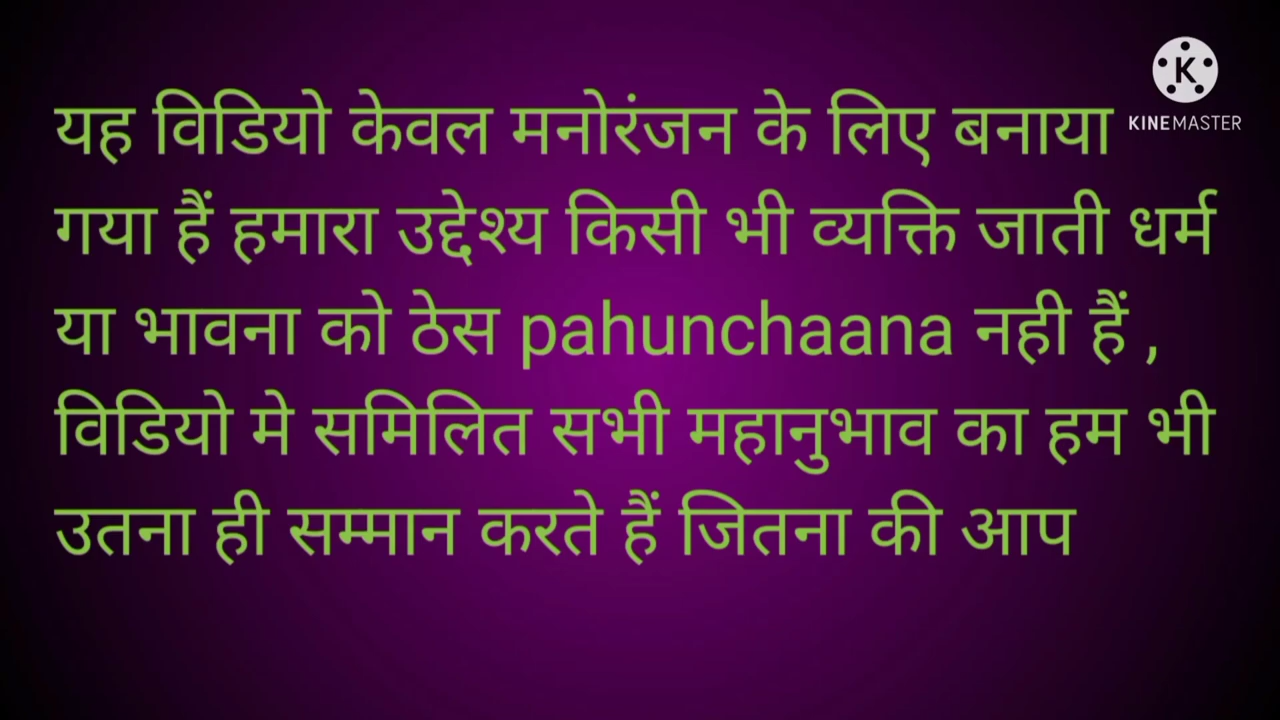 यह विडियो केवल मनोरंजन के लिए बनाया
गया हैं हमारा उद्देश्य किसी भी व्यक्ति जाती धर्म
या भावना को ठेस pahunchaana नही हैं ,
विडियो मे समिलित सभी महानुभाव का हम भी
उतना ही सम्मान करते हैं जितना की आप
K
KINEMASTER